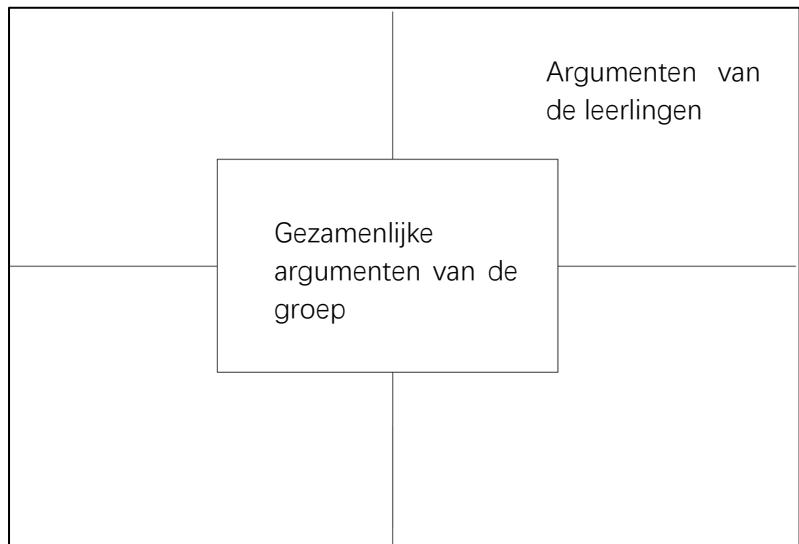 Argumenten van
de leerlingen
Gezamenlijke
argumenten van de
groep